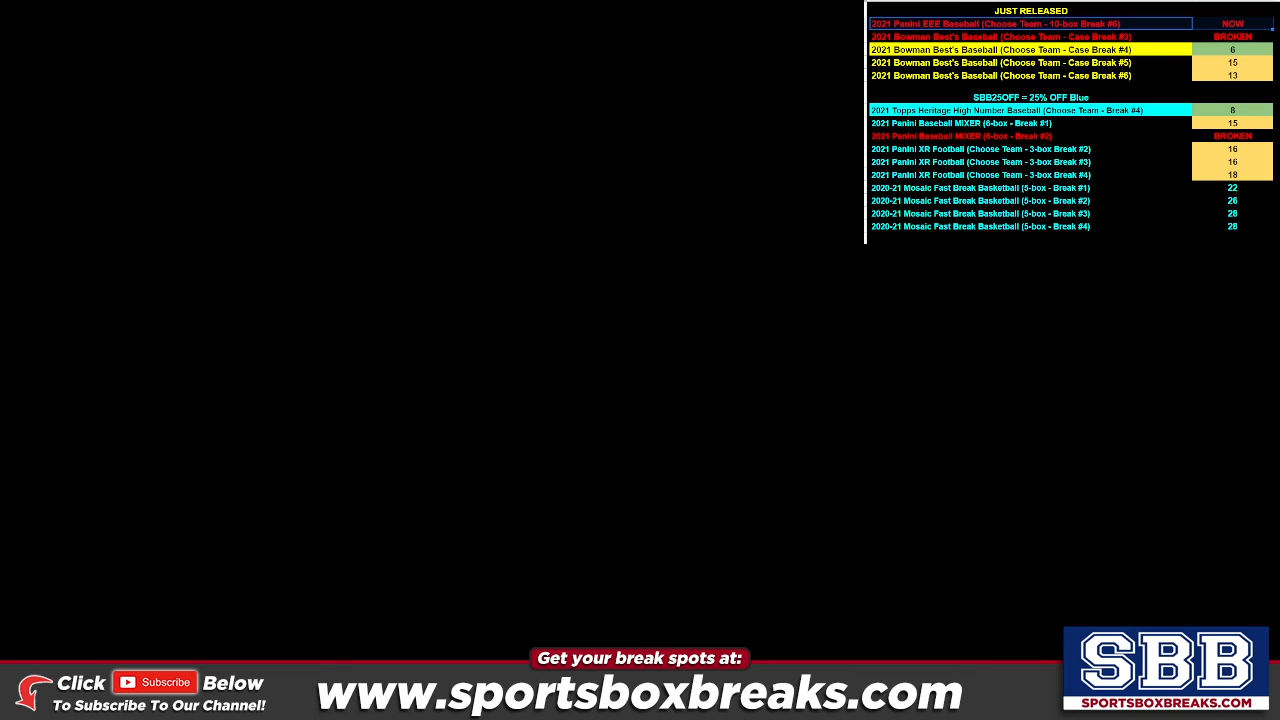 JUST RELEASED
2021 Panini EEE Baseball (Choose Team - 10-box Break #6) NOW
2021 Bowman Best's Baseball (Choose Team - Case Break #3) BROKEN
2021 Bowman Best's Baseball (Choose Team - Case Break #4) 6
2021 Bowman Best's Baseball (Choose Team - Case Break #5) 15
2021 Bowman Best's Baseball (Choose Team - Case Break #6) 13
SBB25OFF = 25% OFF Blue
2021 Topps Heritage High Number Baseball (Choose Team - Break #4) 8
2021 Panini Baseball MIXER (6-box - Break #1) 15
2021 Panini Baseball MIXER (6-box - Break #2) BROKEN
2021 Panini XR Football (Choose Team - 3-box Break #2) 16
2021 Panini XR Football (Choose Team - 3-box Break #3) 16
2021 Panini XR Football (Choose Team - 3-box Break #4) 18
2020-21 Mosaic Fast Break Basketball (5-box - Break #1) 22
2020-21 Mosaic Fast Break Basketball (5-box - Break #2) 26
2020-21 Mosaic Fast Break Basketball (5-box - Break #3) 28
2020-21 Mosaic Fast Break Basketball (5-box - Break #4) 28
Get your break spots at:
Click Subscribe Below
To Subscribe To Our Channel!
www.sportsboxbreaks.com
SBB
SPORTSBOXBREAKS.COM